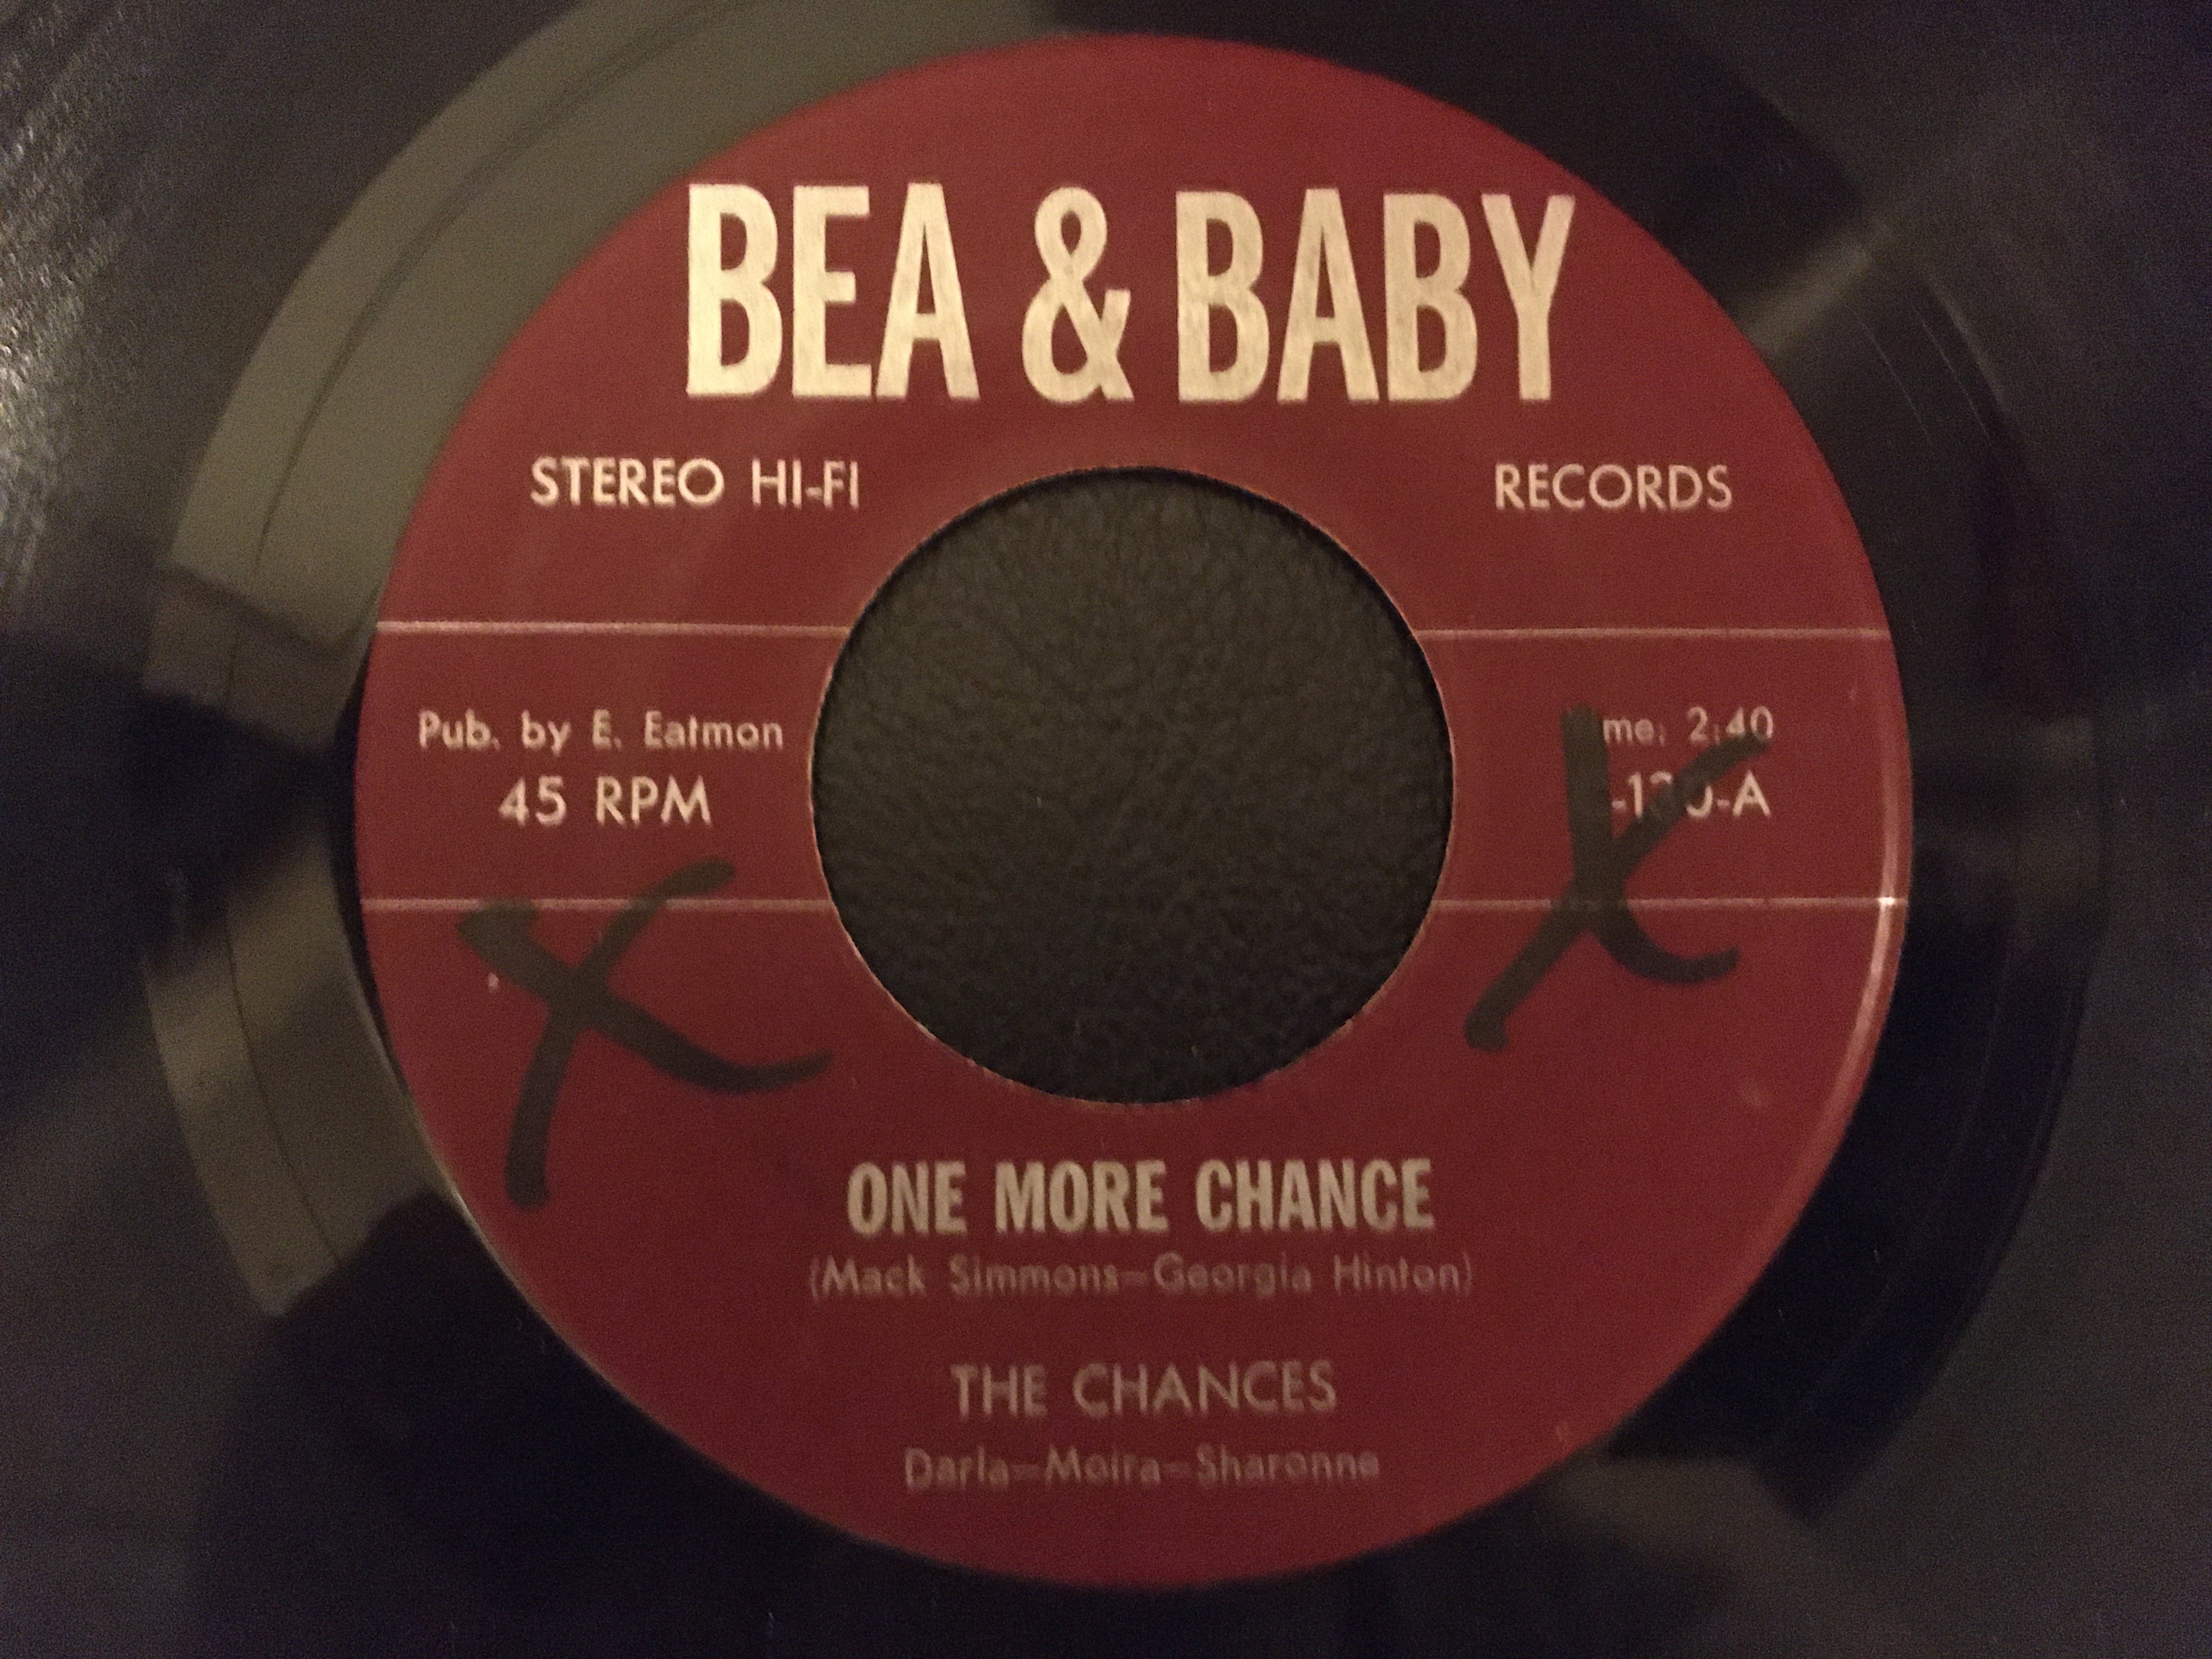 BEA & BABY
STEREO HI-FI
RECORDS
Pub. by E. Eatmon
45 RPM
me: 2:40
X
X
ONE MORE CHANCE
(Mack Simmons-Georgia Hinton)
THE CHANCES
Darla-Moira-Sharonne